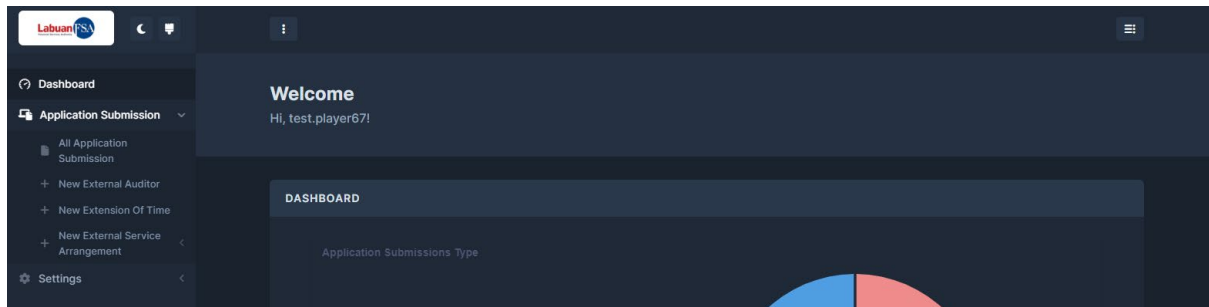 Labuan FSA
Dashboard
Application Submission
All Application
Submission
New External Auditor
New Extension Of Time
New External Service
Arrangement
Settings
Welcome
Hi, test.player67!
DASHBOARD
Application Submissions Type